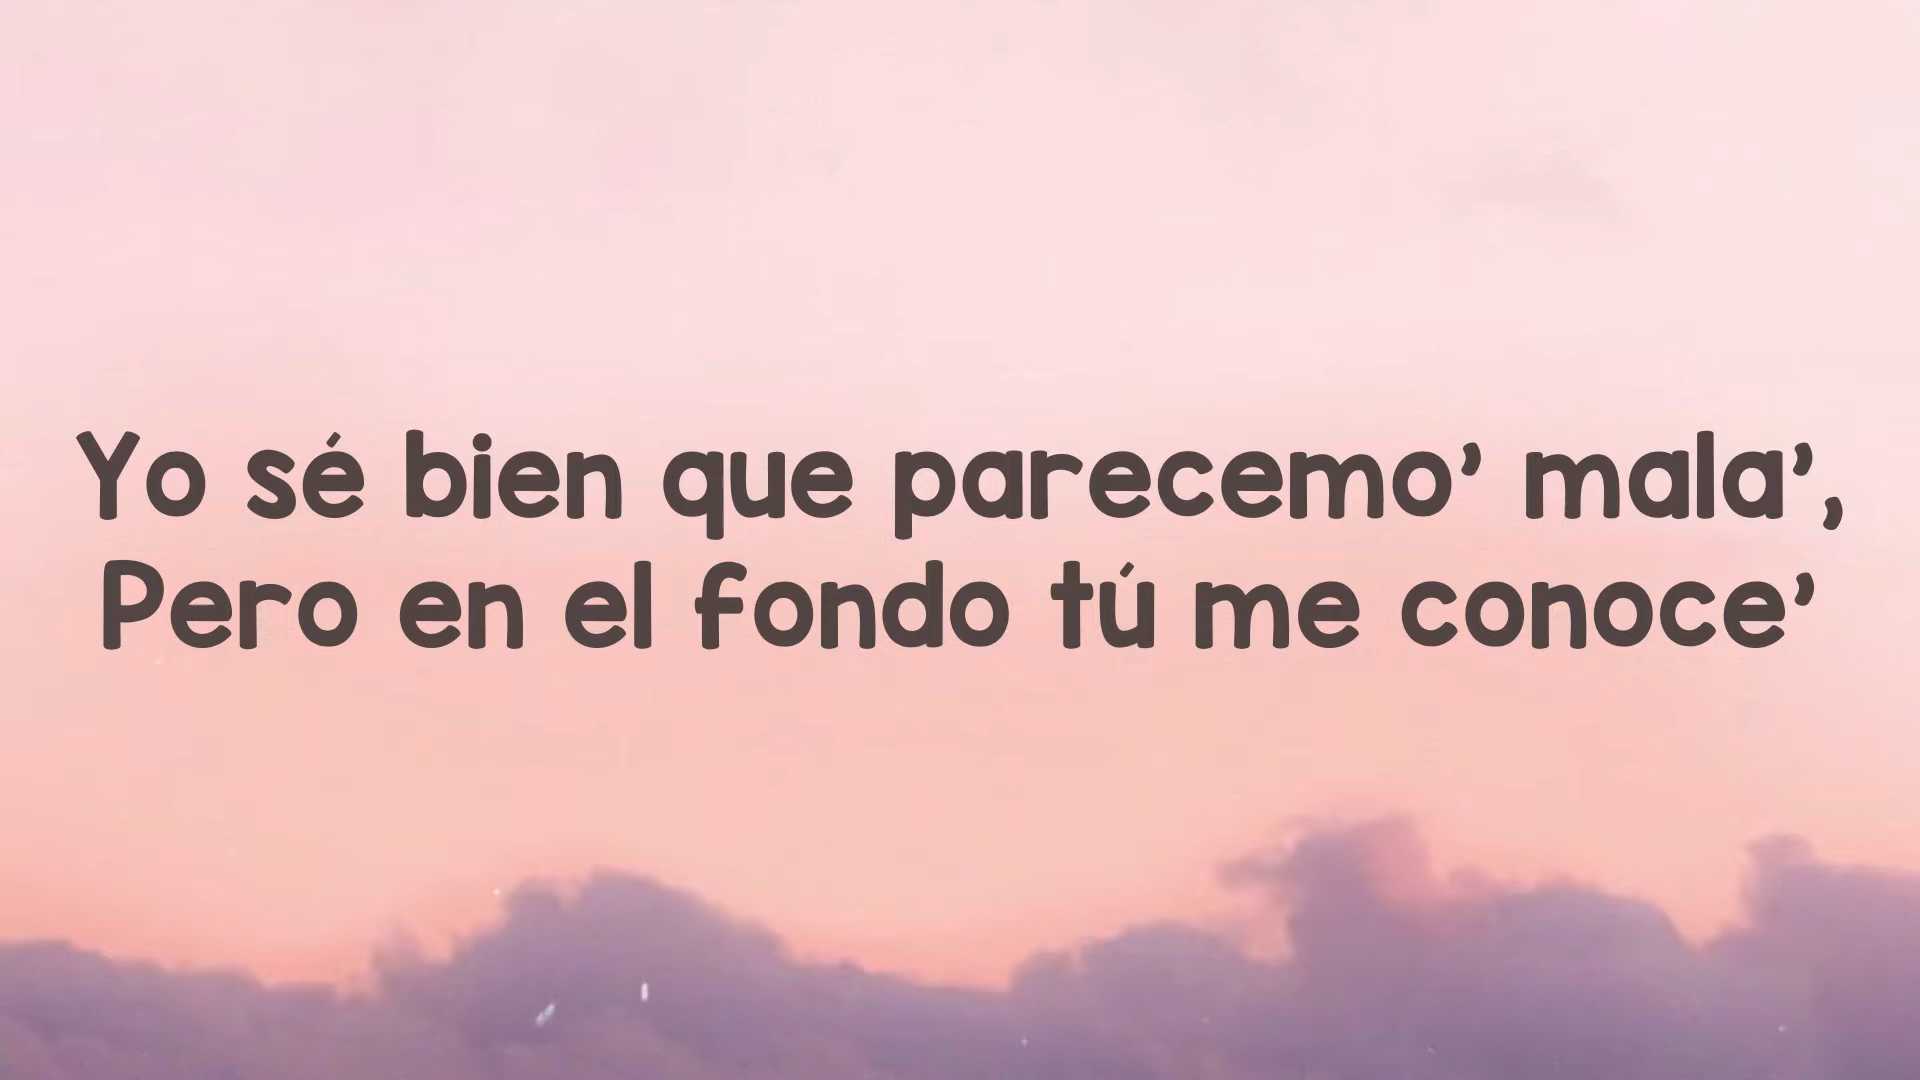 Yo sé bien que parecemo’ mala’,
Pero en el fondo tú me conoce’